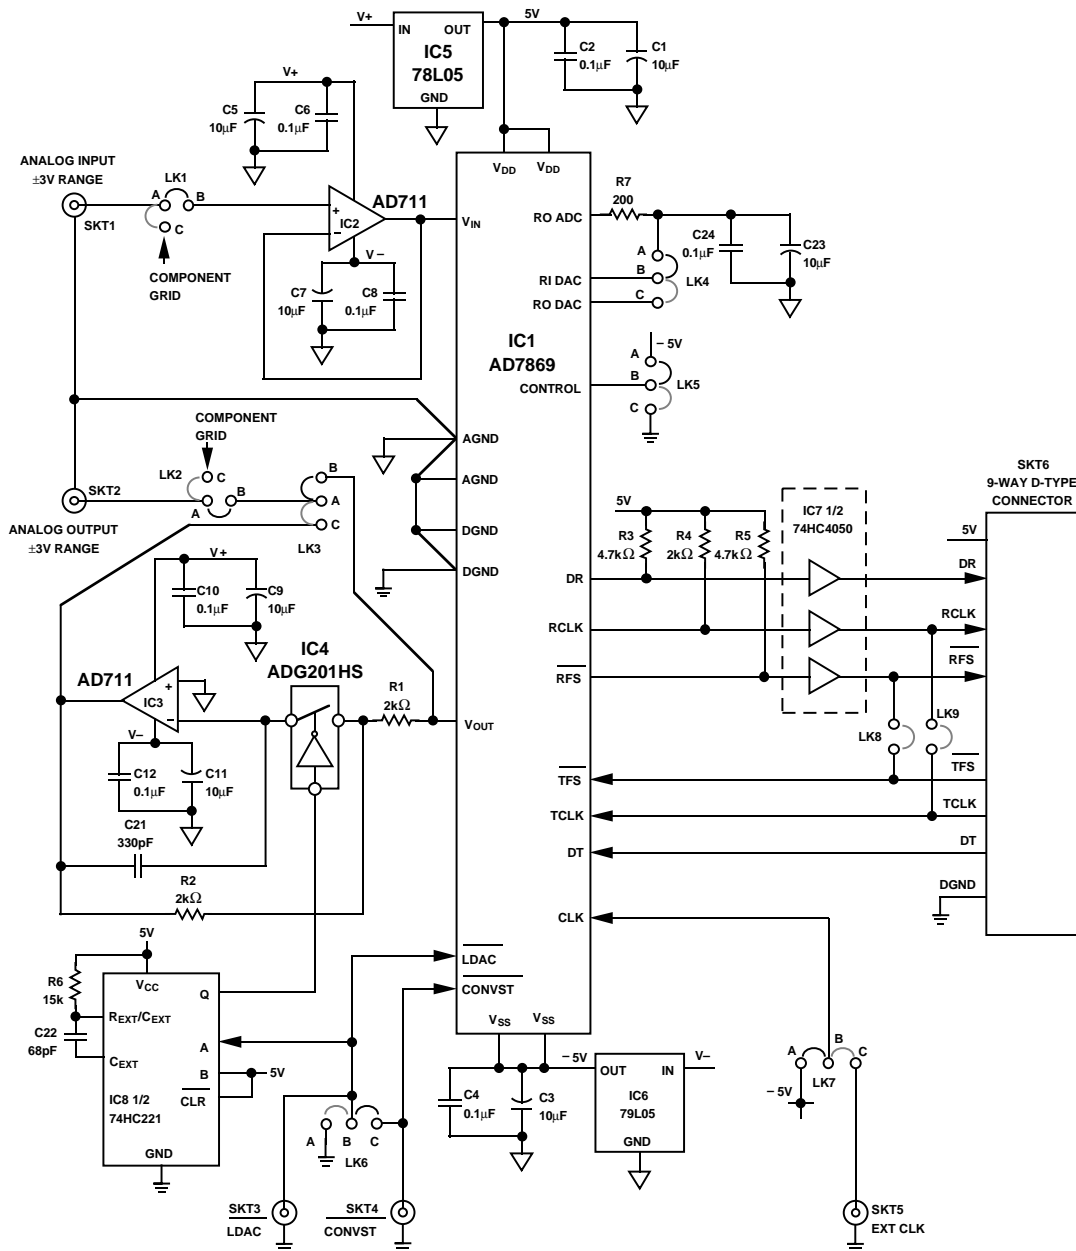 V+
IN
OUT
IC5
78L05
GND
5V
C2
0.1µF
C1
10µF
V+
C5
10µF
C6
0.1µF
ANALOG INPUT
±3V RANGE
LK1
A
B
C
SKT1
COMPONENT
GRID
AD711
+
IC2
−
V−
C7
10µF
C8
0.1µF
VDD
VDD
VIN
RO ADC
R7
200
C24
0.1µF
C23
10µF
A
B
C
LK4
RI DAC
RO DAC
IC1
AD7869
−5V
A
B
C
LK5
CONTROL
COMPONENT
GRID
LK2
C
A
B
SKT2
ANALOG OUTPUT
±3V RANGE
B
A
C
LK3
AGND
AGND
DGND
DGND
V+
C10
0.1µF
C9
10µF
AD711
IC3
+
−
V−
C12
0.1µF
C11
10µF
IC4
ADG201HS
R1
2kΩ
VOUT
C21
330pF
R2
2kΩ
5V
R3
4.7kΩ
R4
2kΩ
R5
4.7kΩ
IC7 1/2
74HC4050
SKT6
9-WAY D-TYPE
CONNECTOR
5V
DR
DR
RCLK
RCLK
RFS
RFS
LK8
LK9
TFS
TFS
TCLK
TCLK
DT
DT
DGND
CLK
5V
R6
15k
C22
68pF
VCC
REXT/CEXT
CEXT
Q
A
B
CLR
5V
IC8 1/2
74HC221
GND
LDAC
CONVST
VSS
VSS
−5V
C4
0.1µF
C3
10µF
OUT
IN
IC6
79L05
GND
V−
A
B
C
LK6
A
B
C
LK7
−5V
SKT3
LDAC
SKT4
CONVST
SKT5
EXT CLK